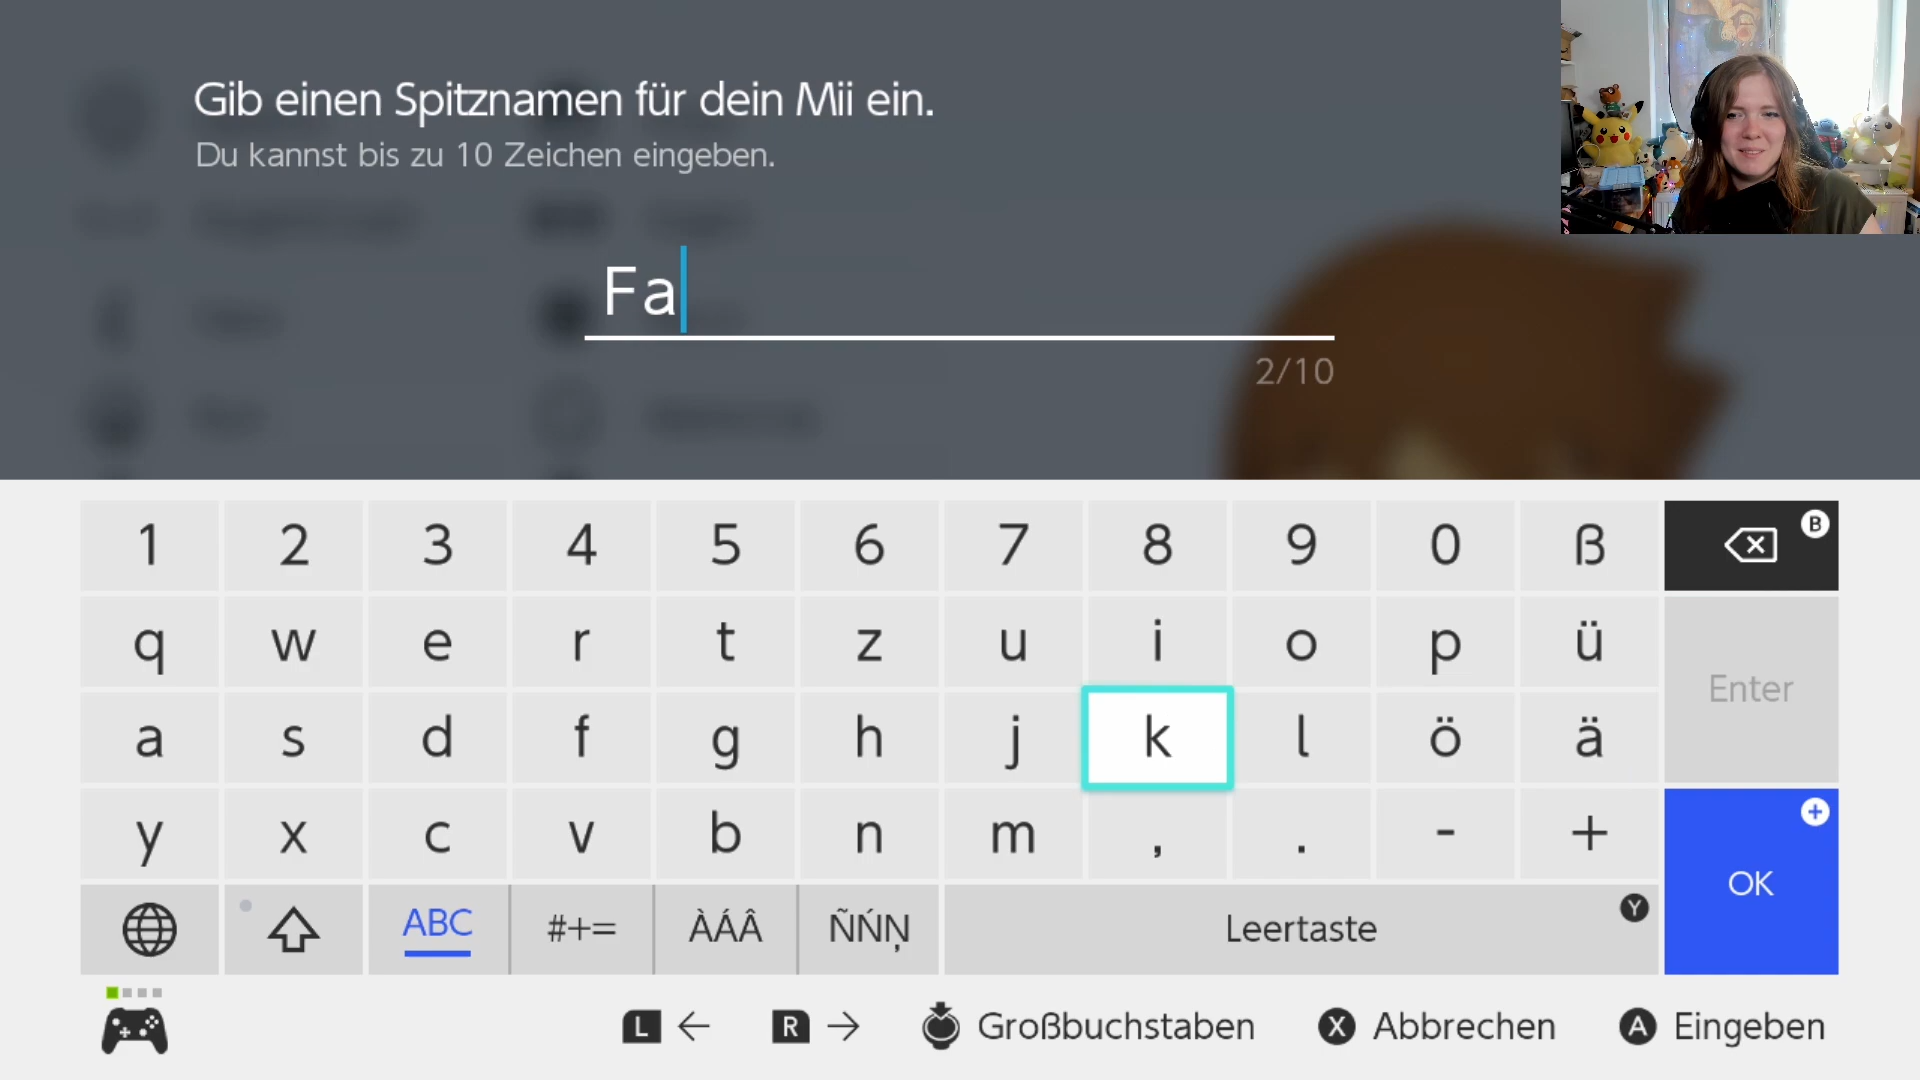 Gib einen Spitznamen für dein Mii ein.
Du kannst bis zu 10 Zeichen eingeben.
Fa
2/10
1 2 3 4 5 6 7 8 9 0 ß B
q w e r t z u i o p ü Enter
a s d f g h j k l ö ä
y x c v b n m , . - + OK
ABC #+= ÀÁÂ ÑŃŅ Leertaste Y
L ← R → Großbuchstaben X Abbrechen A Eingeben